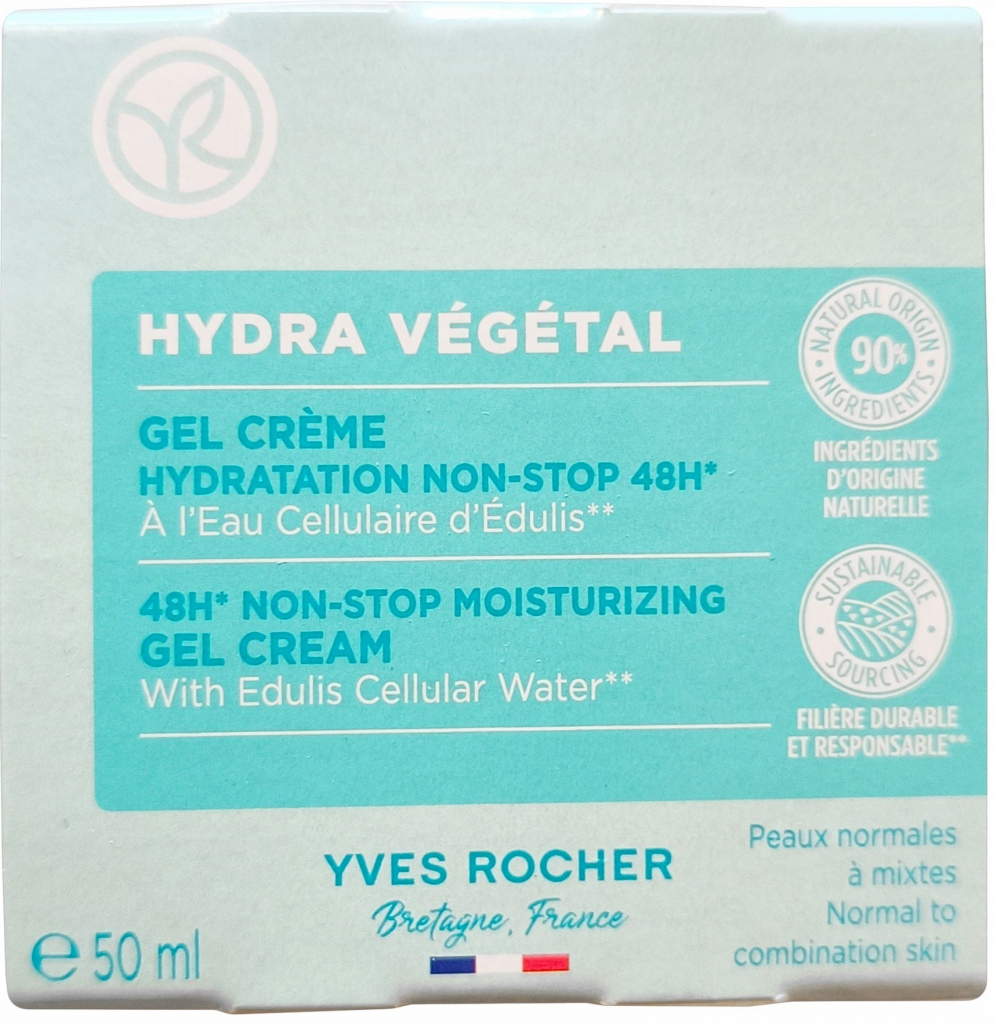 HYDRA VÉGÉTAL
GEL CRÈME
HYDRATATION NON-STOP 48H*
À l'Eau Cellulaire d'Édulis**
48H* NON-STOP MOISTURIZING
GEL CREAM
With Edulis Cellular Water**
NATURAL ORIGIN
90%
INGREDIENTS
INGRÉDIENTS
D'ORIGINE
NATURELLE
SUSTAINABLE
SOURCING
FILIÈRE DURABLE
ET RESPONSABLE**
YVES ROCHER
Bretagne, France
Peaux normales
à mixtes
Normal to
combination skin
℮ 50 ml